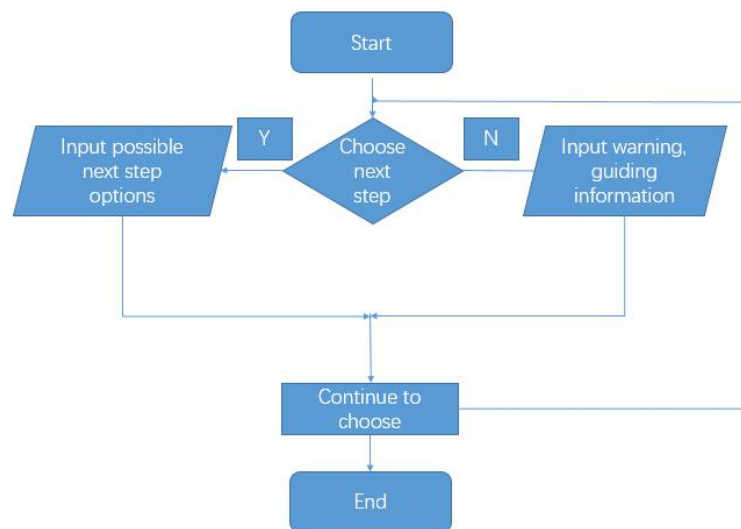 Start
Y
N
Input possible
next step
options
Choose
next
step
Input warning,
guiding
information
Continue to
choose
End